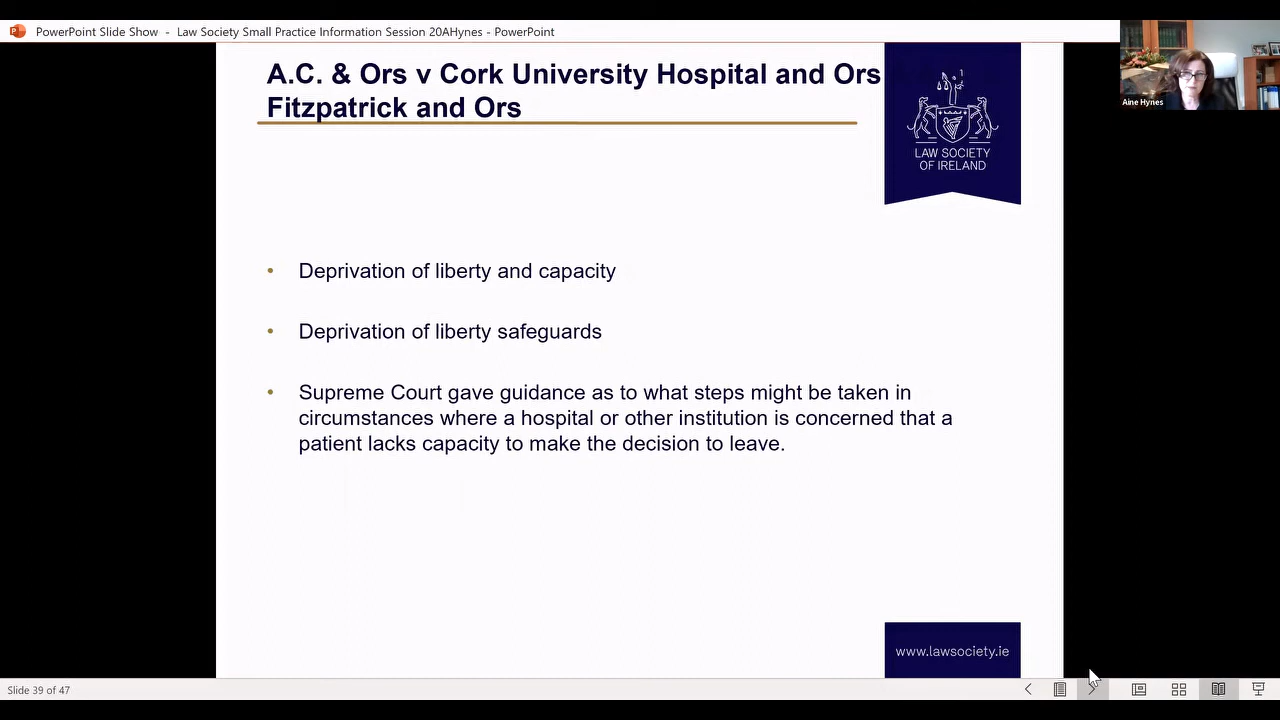 PowerPoint Slide Show - Law Society Small Practice Information Session 20AHynes - PowerPoint
Aine Hynes
A.C. & Ors v Cork University Hospital and Ors
Fitzpatrick and Ors
LAW SOCIETY
OF IRELAND
• Deprivation of liberty and capacity
• Deprivation of liberty safeguards
• Supreme Court gave guidance as to what steps might be taken in
circumstances where a hospital or other institution is concerned that a
patient lacks capacity to make the decision to leave.
www.lawsociety.ie
Slide 39 of 47